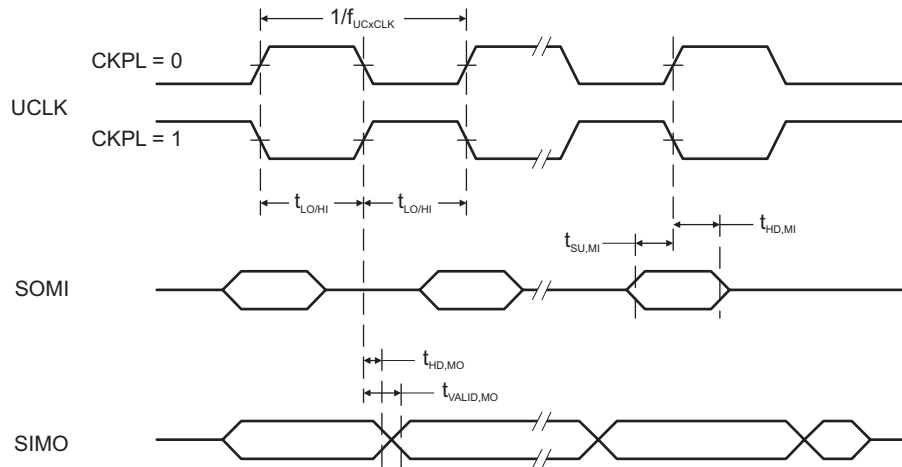 1/fUCxCLK
CKPL = 0
UCLK
CKPL = 1
tLO/HI tLO/HI
tSU,MI
tHD,MI
SOMI
tHD,MO
tVALID,MO
SIMO